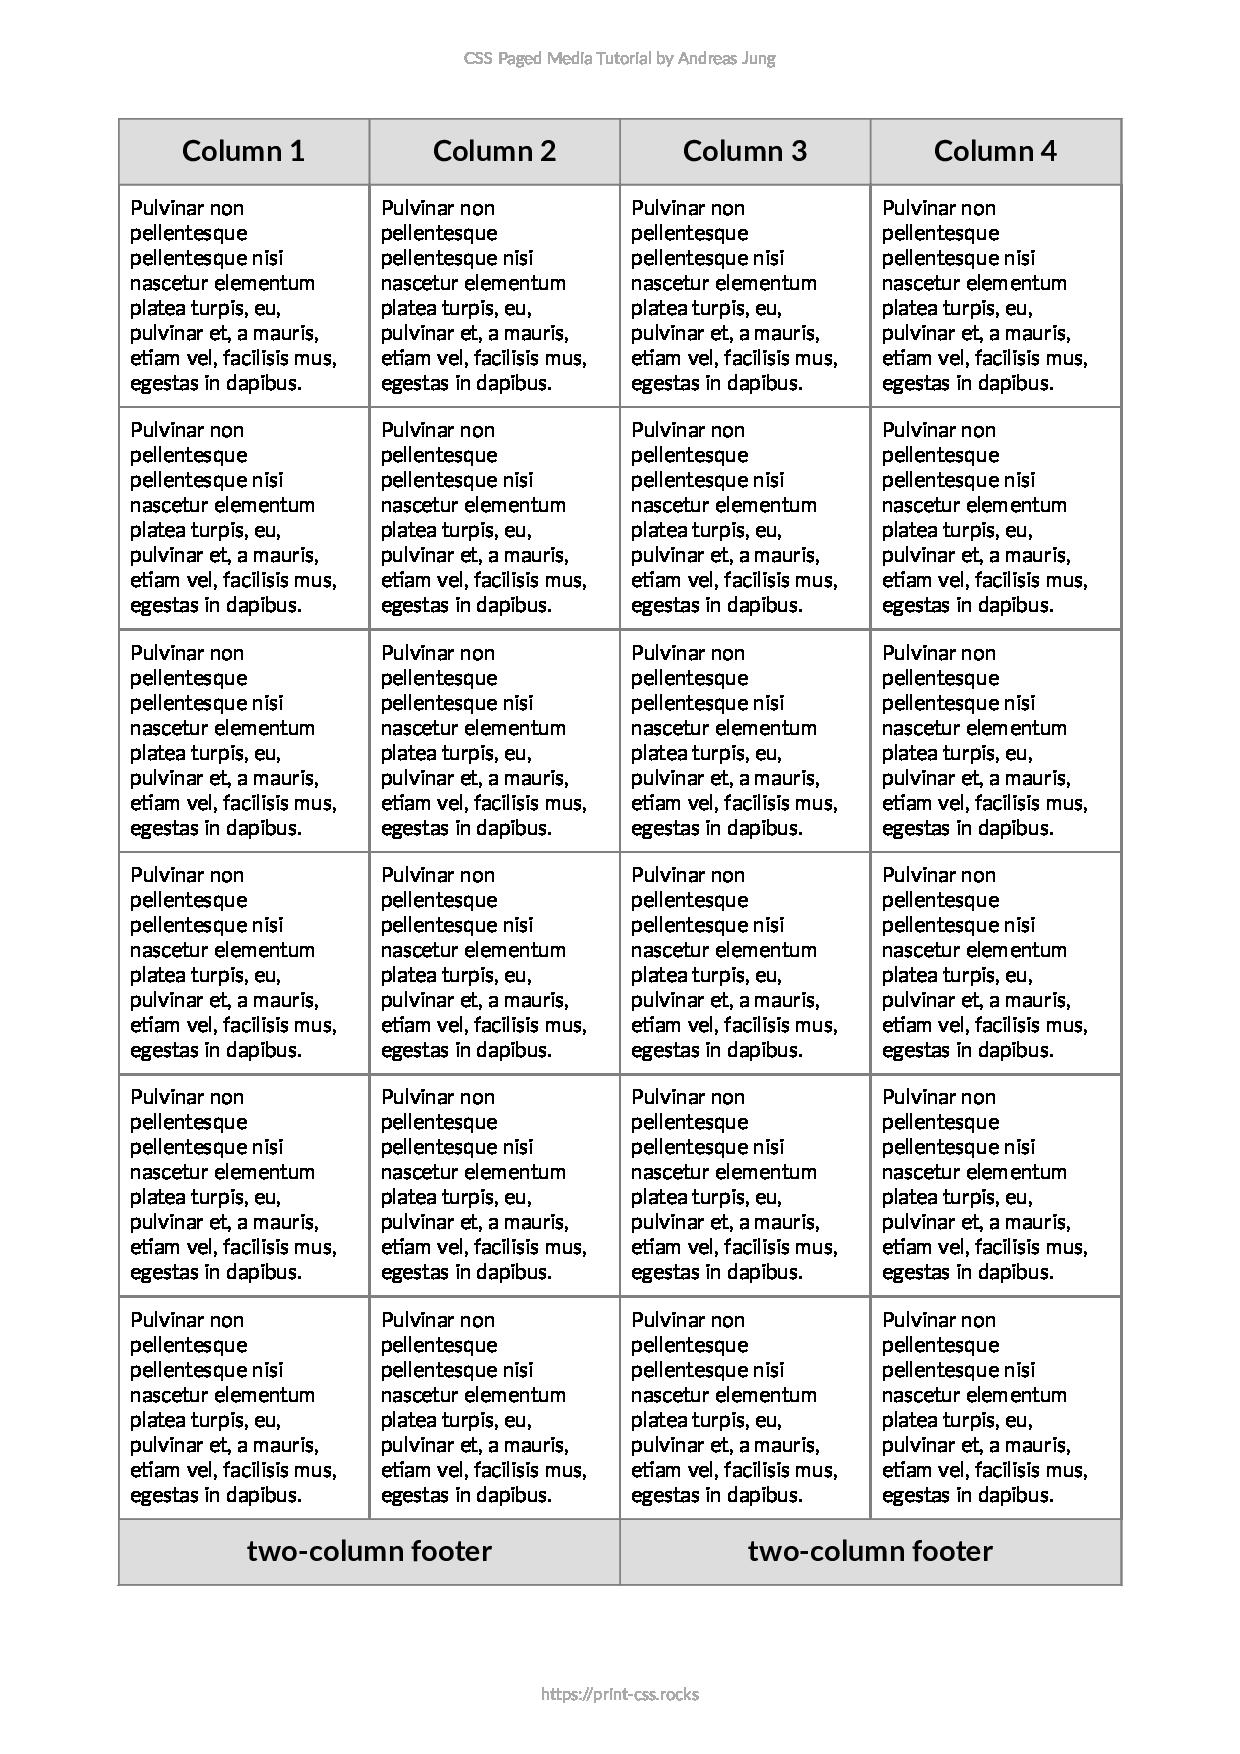 CSS Paged Media Tutorial by Andreas Jung
Column 1 Column 2 Column 3 Column 4
Pulvinar non
pellentesque
pellentesque nisi
nascetur elementum
platea turpis, eu,
pulvinar et, a mauris,
etiam vel, facilisis mus,
egestas in dapibus.
Pulvinar non
pellentesque
pellentesque nisi
nascetur elementum
platea turpis, eu,
pulvinar et, a mauris,
etiam vel, facilisis mus,
egestas in dapibus.
Pulvinar non
pellentesque
pellentesque nisi
nascetur elementum
platea turpis, eu,
pulvinar et, a mauris,
etiam vel, facilisis mus,
egestas in dapibus.
Pulvinar non
pellentesque
pellentesque nisi
nascetur elementum
platea turpis, eu,
pulvinar et, a mauris,
etiam vel, facilisis mus,
egestas in dapibus.
Pulvinar non
pellentesque
pellentesque nisi
nascetur elementum
platea turpis, eu,
pulvinar et, a mauris,
etiam vel, facilisis mus,
egestas in dapibus.
Pulvinar non
pellentesque
pellentesque nisi
nascetur elementum
platea turpis, eu,
pulvinar et, a mauris,
etiam vel, facilisis mus,
egestas in dapibus.
Pulvinar non
pellentesque
pellentesque nisi
nascetur elementum
platea turpis, eu,
pulvinar et, a mauris,
etiam vel, facilisis mus,
egestas in dapibus.
Pulvinar non
pellentesque
pellentesque nisi
nascetur elementum
platea turpis, eu,
pulvinar et, a mauris,
etiam vel, facilisis mus,
egestas in dapibus.
Pulvinar non
pellentesque
pellentesque nisi
nascetur elementum
platea turpis, eu,
pulvinar et, a mauris,
etiam vel, facilisis mus,
egestas in dapibus.
Pulvinar non
pellentesque
pellentesque nisi
nascetur elementum
platea turpis, eu,
pulvinar et, a mauris,
etiam vel, facilisis mus,
egestas in dapibus.
Pulvinar non
pellentesque
pellentesque nisi
nascetur elementum
platea turpis, eu,
pulvinar et, a mauris,
etiam vel, facilisis mus,
egestas in dapibus.
Pulvinar non
pellentesque
pellentesque nisi
nascetur elementum
platea turpis, eu,
pulvinar et, a mauris,
etiam vel, facilisis mus,
egestas in dapibus.
Pulvinar non
pellentesque
pellentesque nisi
nascetur elementum
platea turpis, eu,
pulvinar et, a mauris,
etiam vel, facilisis mus,
egestas in dapibus.
Pulvinar non
pellentesque
pellentesque nisi
nascetur elementum
platea turpis, eu,
pulvinar et, a mauris,
etiam vel, facilisis mus,
egestas in dapibus.
Pulvinar non
pellentesque
pellentesque nisi
nascetur elementum
platea turpis, eu,
pulvinar et, a mauris,
etiam vel, facilisis mus,
egestas in dapibus.
Pulvinar non
pellentesque
pellentesque nisi
nascetur elementum
platea turpis, eu,
pulvinar et, a mauris,
etiam vel, facilisis mus,
egestas in dapibus.
Pulvinar non
pellentesque
pellentesque nisi
nascetur elementum
platea turpis, eu,
pulvinar et, a mauris,
etiam vel, facilisis mus,
egestas in dapibus.
Pulvinar non
pellentesque
pellentesque nisi
nascetur elementum
platea turpis, eu,
pulvinar et, a mauris,
etiam vel, facilisis mus,
egestas in dapibus.
Pulvinar non
pellentesque
pellentesque nisi
nascetur elementum
platea turpis, eu,
pulvinar et, a mauris,
etiam vel, facilisis mus,
egestas in dapibus.
Pulvinar non
pellentesque
pellentesque nisi
nascetur elementum
platea turpis, eu,
pulvinar et, a mauris,
etiam vel, facilisis mus,
egestas in dapibus.
Pulvinar non
pellentesque
pellentesque nisi
nascetur elementum
platea turpis, eu,
pulvinar et, a mauris,
etiam vel, facilisis mus,
egestas in dapibus.
Pulvinar non
pellentesque
pellentesque nisi
nascetur elementum
platea turpis, eu,
pulvinar et, a mauris,
etiam vel, facilisis mus,
egestas in dapibus.
Pulvinar non
pellentesque
pellentesque nisi
nascetur elementum
platea turpis, eu,
pulvinar et, a mauris,
etiam vel, facilisis mus,
egestas in dapibus.
Pulvinar non
pellentesque
pellentesque nisi
nascetur elementum
platea turpis, eu,
pulvinar et, a mauris,
etiam vel, facilisis mus,
egestas in dapibus.
two-column footer two-column footer
https://print-css.rocks